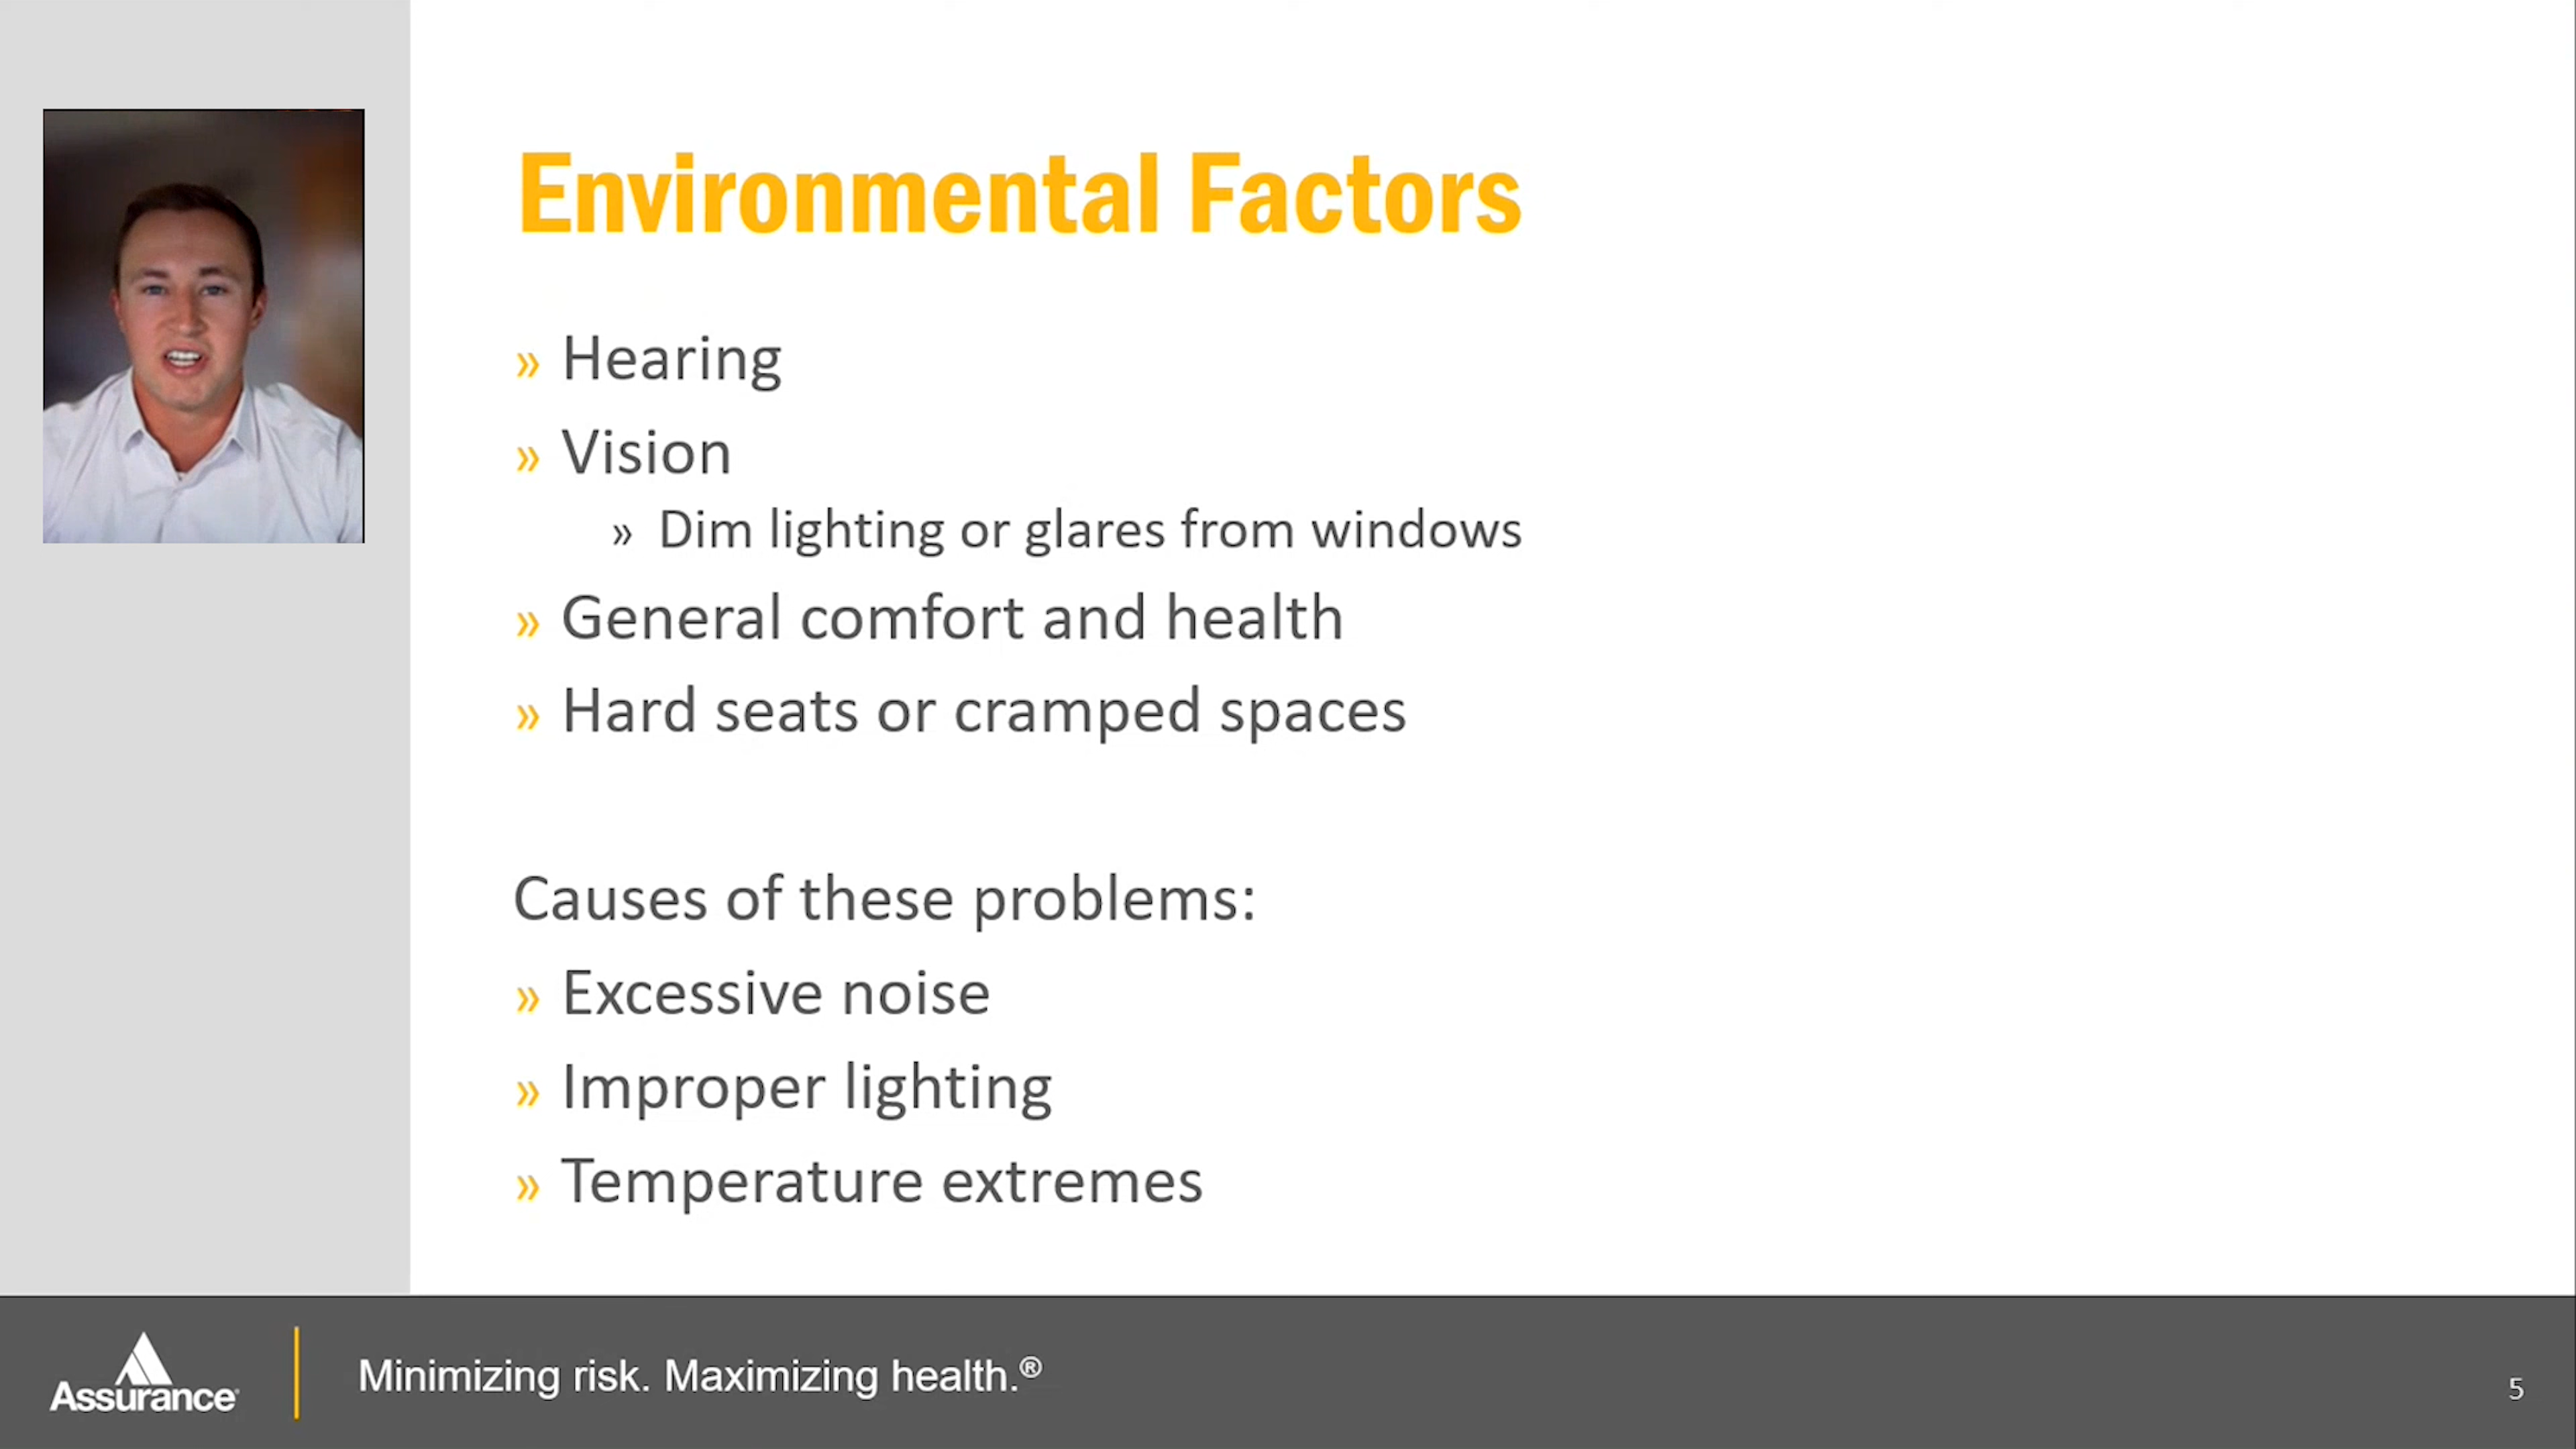 Environmental Factors
» Hearing
» Vision
» Dim lighting or glares from windows
» General comfort and health
» Hard seats or cramped spaces
Causes of these problems:
» Excessive noise
» Improper lighting
» Temperature extremes
Assurance
Minimizing risk. Maximizing health.®
5